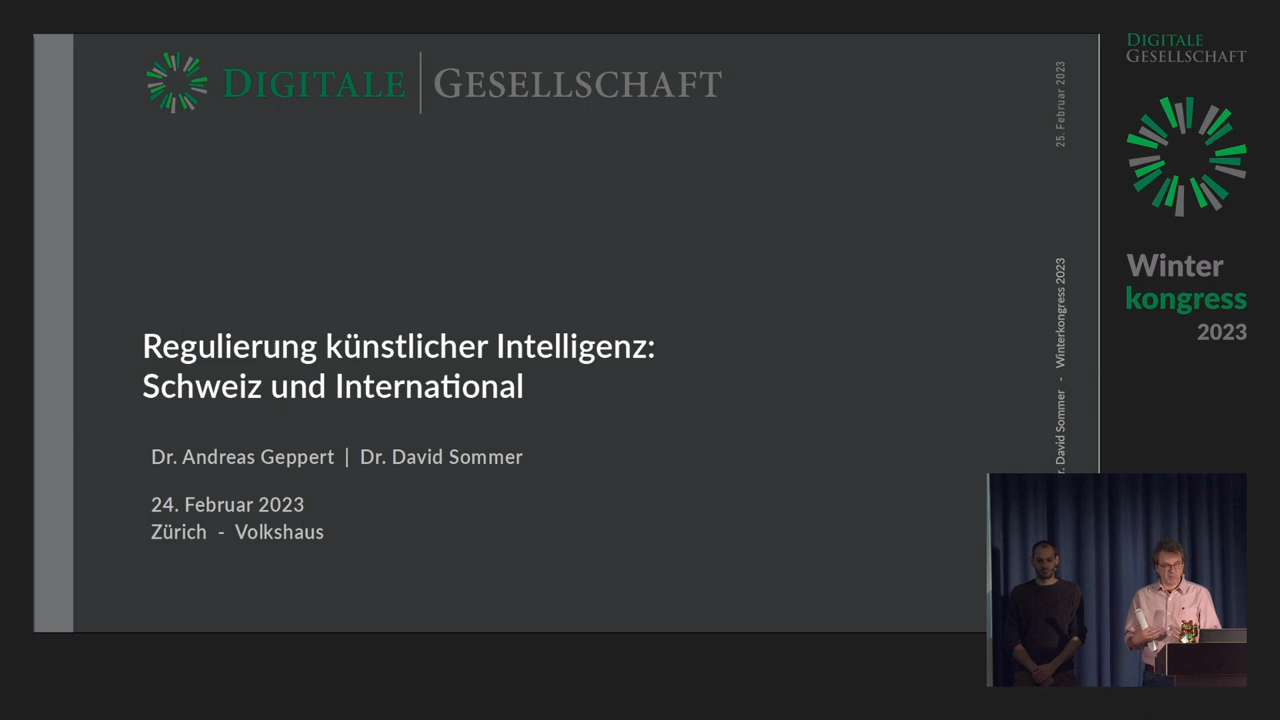 DIGITALE GESELLSCHAFT
Regulierung künstlicher Intelligenz:
Schweiz und International
Dr. Andreas Geppert | Dr. David Sommer
24. Februar 2023
Zürich - Volkshaus
25. Februar 2023
David Sommer - Winterkongress 2023
DIGITALE
GESELLSCHAFT
Winter
kongress
2023